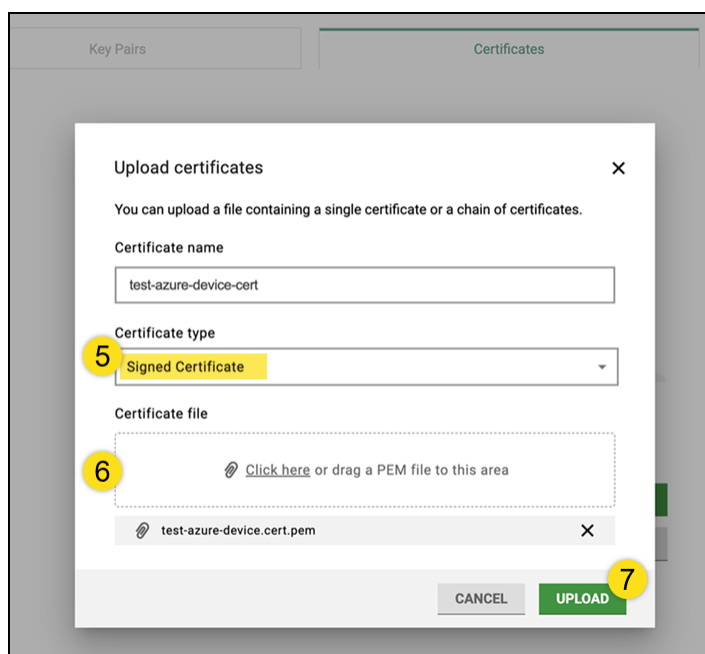 Key Pairs
Certificates
Upload certificates
You can upload a file containing a single certificate or a chain of certificates.
Certificate name
test-azure-device-cert
Certificate type
5
Signed Certificate
Certificate file
6
Click here or drag a PEM file to this area
test-azure-device.cert.pem
7
CANCEL
UPLOAD